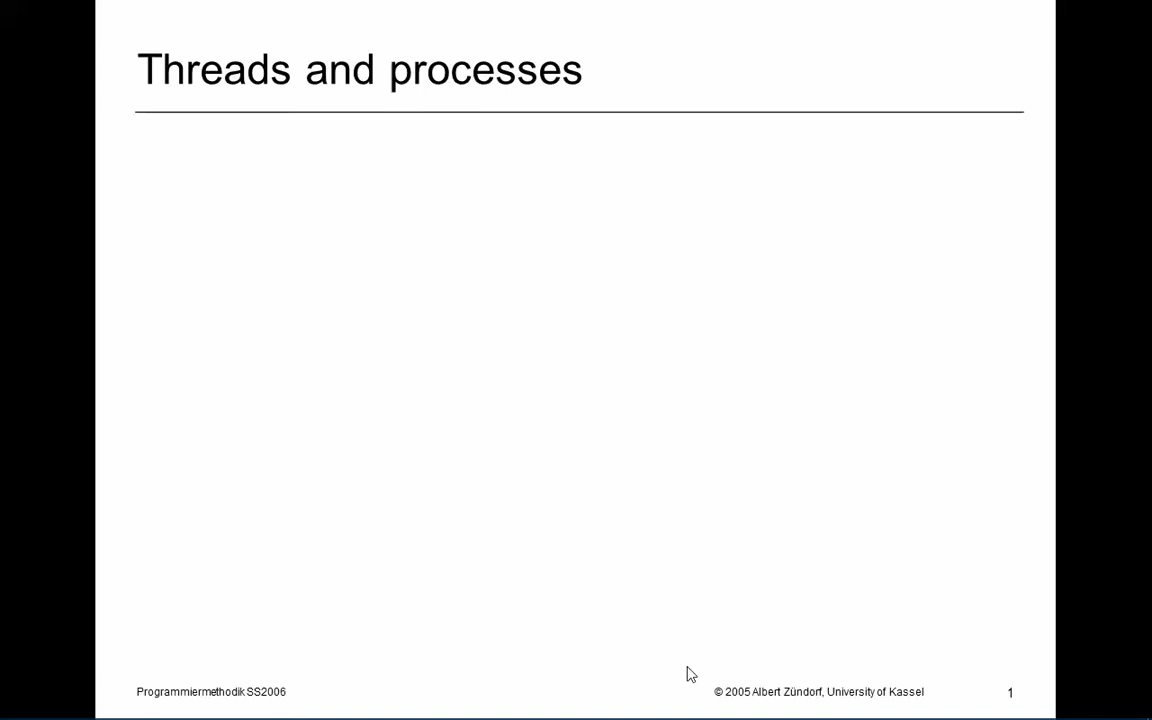 Threads and processes
Programmiermethodik SS2006
© 2005 Albert Zündorf, University of Kassel
1